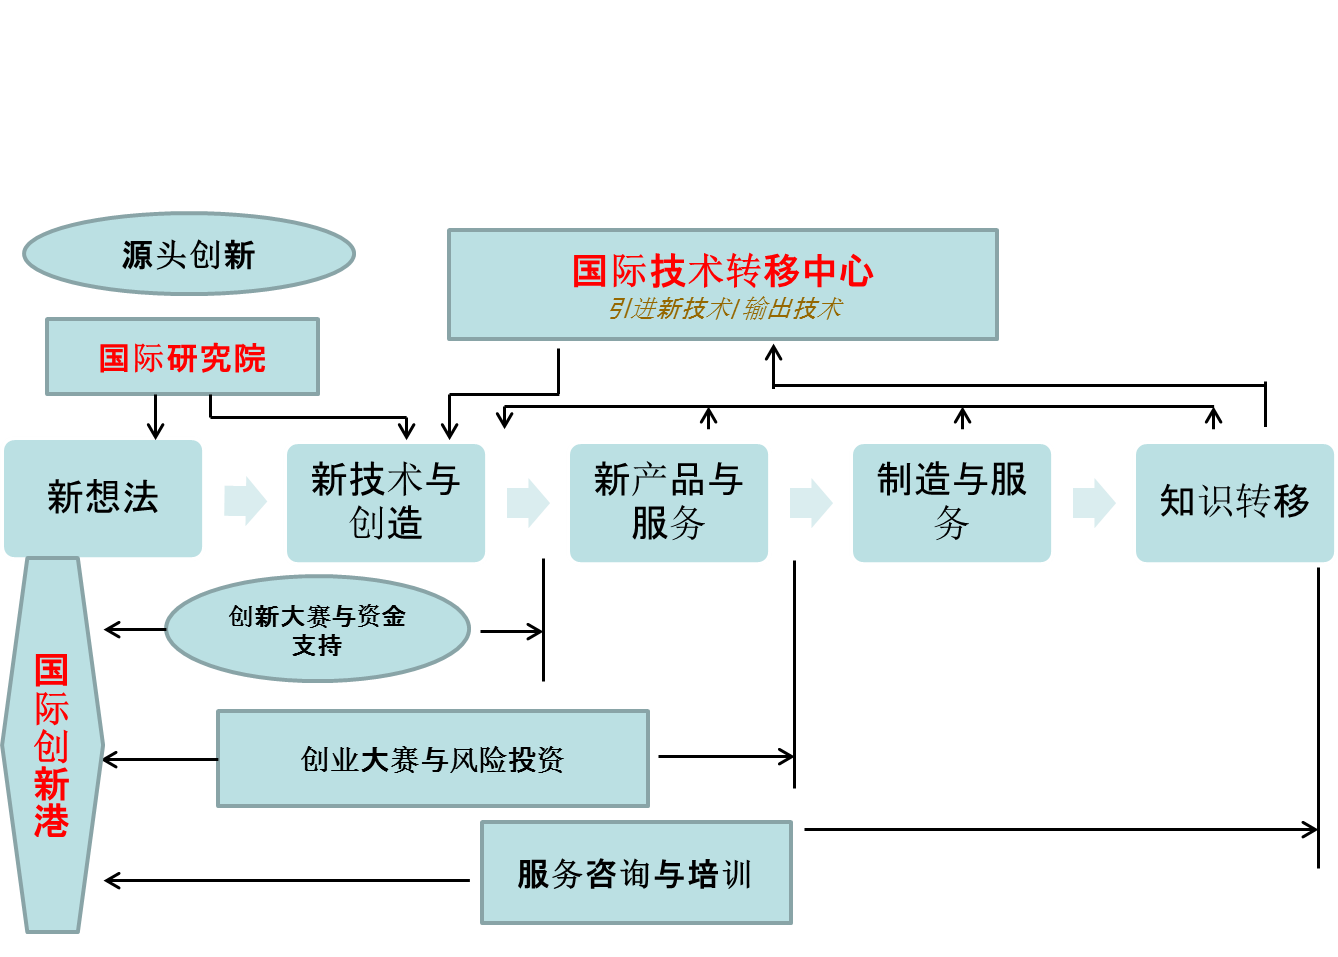 源头创新
国际技术转移中心
引进新技术/输出技术
国际研究院
新想法
新技术与
创造
新产品与
服务
制造与服
务
知识转移
创新大赛与资金
支持
国
际
创
新
港
创业大赛与风险投资
服务咨询与培训